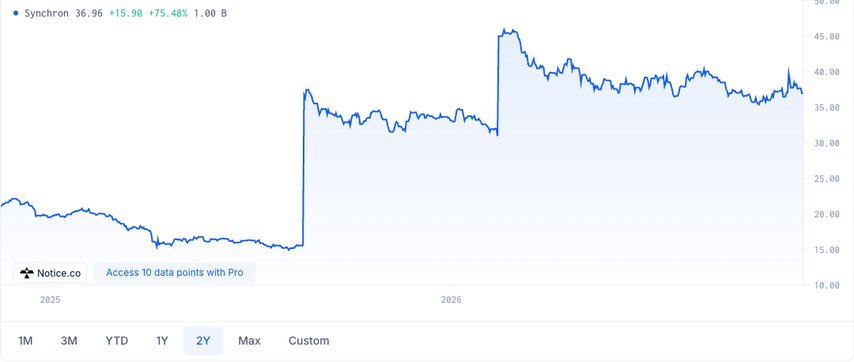 Synchron 36.96 +15.90 +75.48% 1.00 B
50.00
45.00
40.00
35.00
30.00
25.00
20.00
15.00
10.00
Notice.co
Access 10 data points with Pro
2025
2026
1M
3M
YTD
1Y
2Y
Max
Custom